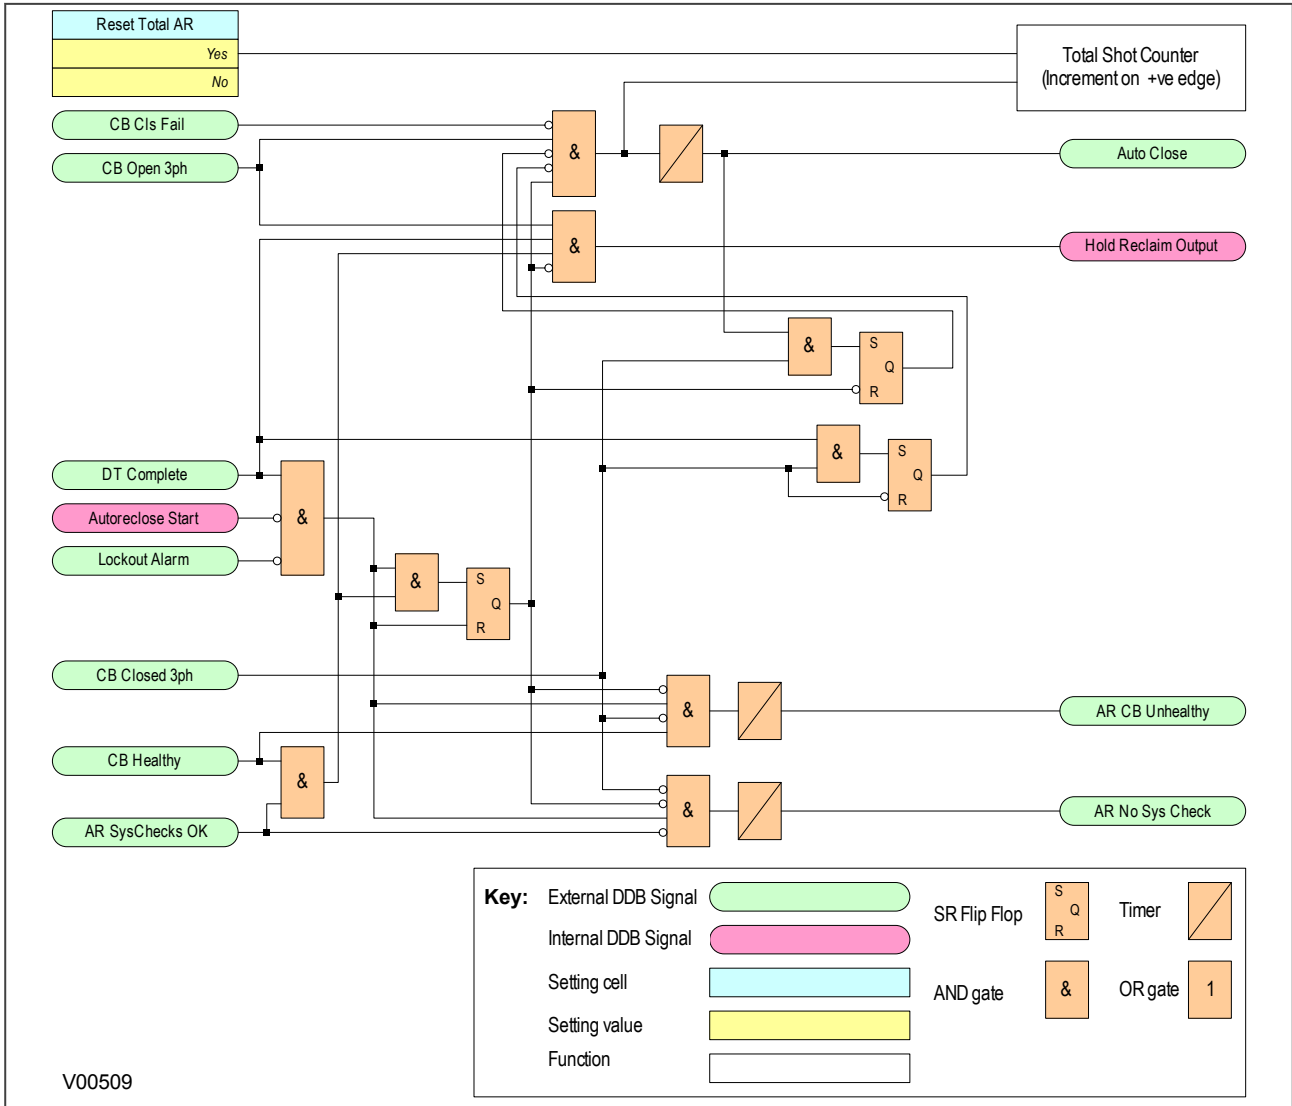 Reset Total AR
Yes
No
Total Shot Counter
(Increment on +ve edge)
CB Cls Fail
&
Auto Close
CB Open 3ph
&
Hold Reclaim Output
&
S
Q
R
&
S
Q
R
DT Complete
Autoreclose Start
&
Lockout Alarm
&
S
Q
R
CB Closed 3ph
&
AR CB Unhealthy
CB Healthy
&
&
AR No Sys Check
AR SysChecks OK
Key:
External DDB Signal
SR Flip Flop
S
Q
R
Timer
Internal DDB Signal
Setting cell
AND gate
&
OR gate
1
Setting value
Function
V00509